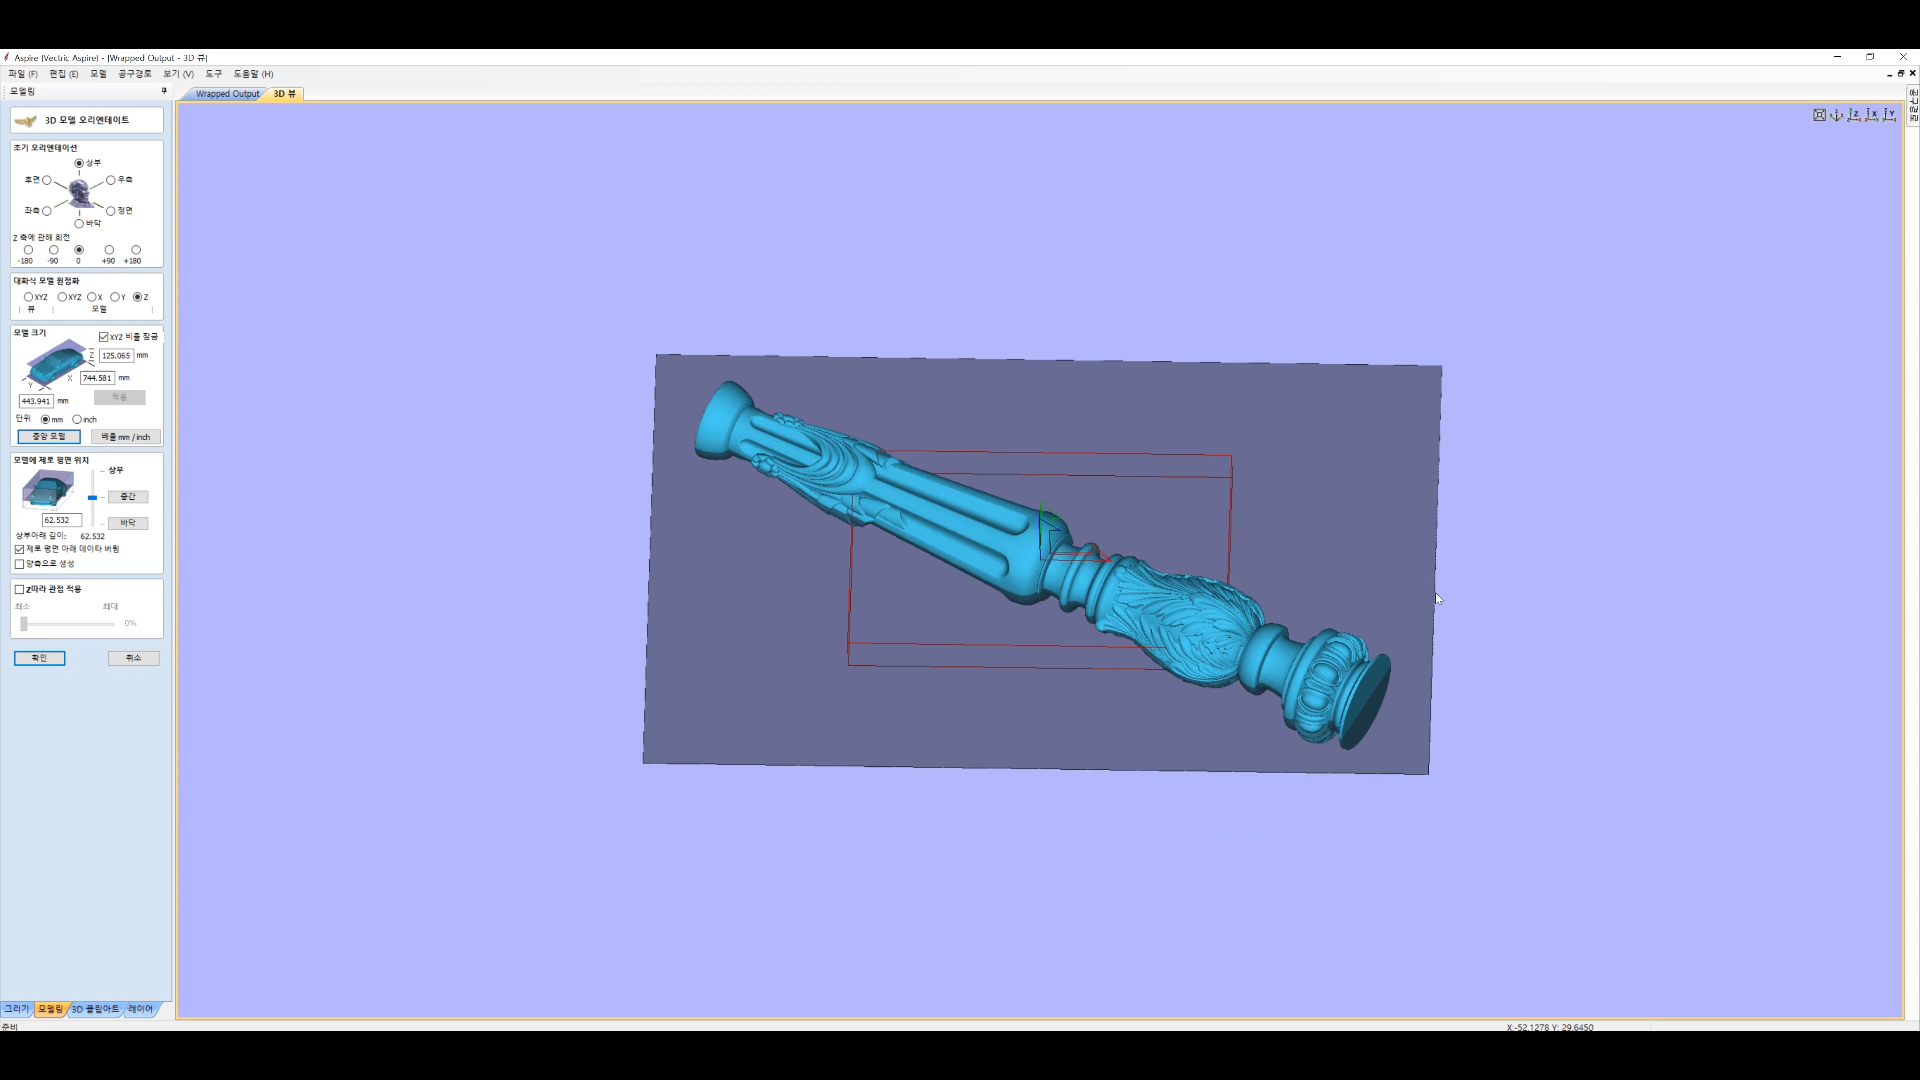 Aspire (Vectric Aspire) - [Wrapped Output - 3D 뷰]
파일 (F) 편집 (E) 모델 공구경로 보기 (V) 도구 도움말 (H)
모델링
Wrapped Output 3D 뷰
3D 모델 오리엔테이트
초기 오리엔테이션
상부
후면 우측
좌측 정면
바닥
Z 축에 관해 회전
-180 -90 0 +90 +180
대화식 모델 원점화
XYZ XYZ X Y Z
뷰 모델
모델 크기
XYZ 비율 잠금
Z 125.065 mm
X 744.581 mm
Y 443.941 mm 적용
단위 mm inch
중앙 모델 배율 mm / inch
모델에 제로 평면 위치
상부
중간
62.532 바닥
상부아래 깊이: 62.532
제로 평면 아래 데이타 버림
양측으로 생성
Z따라 관점 적용
최소 최대
0%
확인 취소
그리기 모델링 3D 클립아트 레이어
준비
X:-52.1278 Y: 29.6450
공구경로